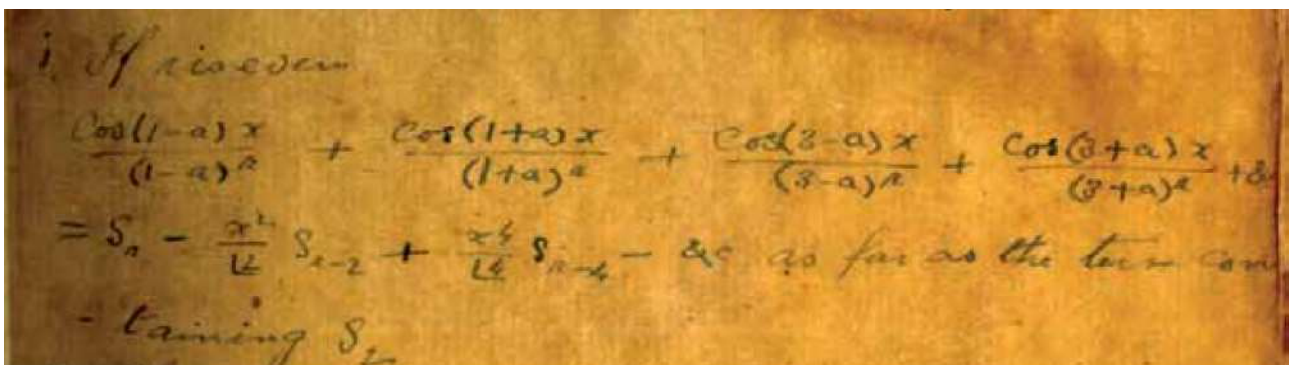 i. If n is even
Cos(1-a)x/(1-a)^n + Cos(1+a)x/(1+a)^n + Cos(3-a)x/(3-a)^n + Cos(3+a)x/(3+a)^n + &
= S_n - x^2/|2 S_{n-2} + x^4/|4 S_{n-4} - &c as far as the term con
- taining S_2